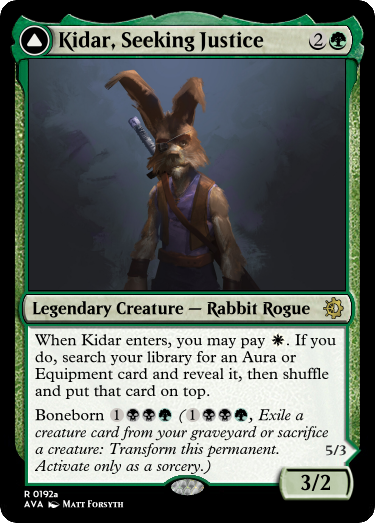 Kidar, Seeking Justice 2
Legendary Creature — Rabbit Rogue
When Kidar enters, you may pay. If you
do, search your library for an Aura or
Equipment card and reveal it, then shuffle
and put that card on top.
Boneborn 1 ( 1 , Exile a
creature card from your graveyard or sacrifice
a creature: Transform this permanent.
Activate only as a sorcery.)
5/3
3/2
R 0192a
AVA Matt Forsyth